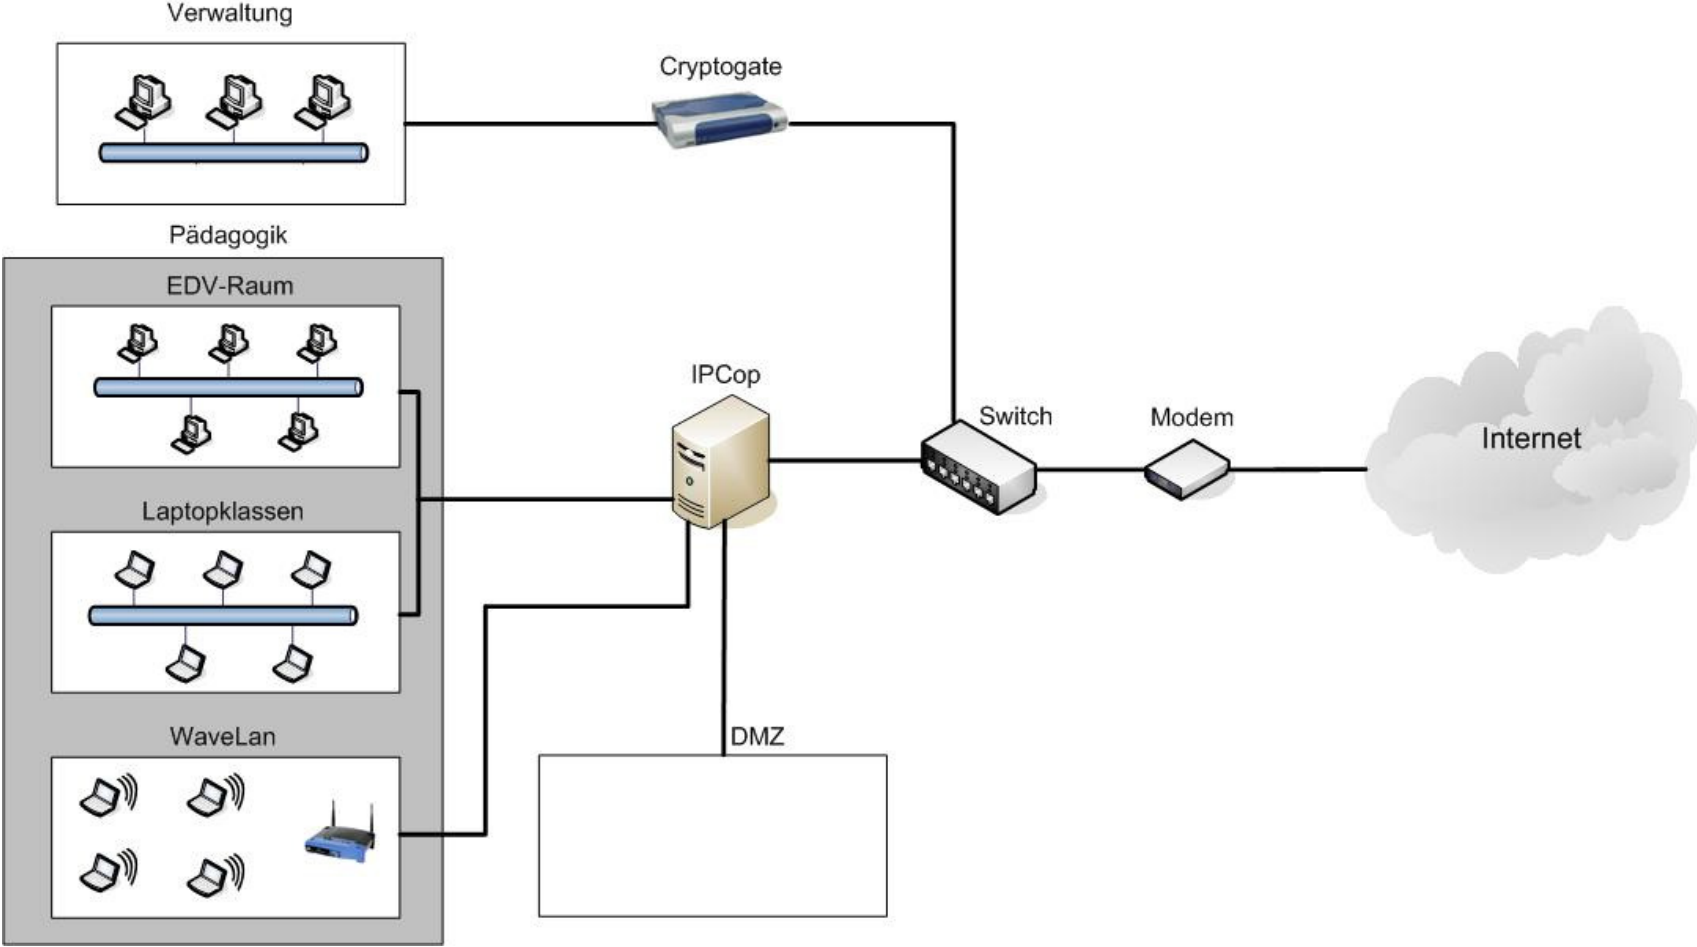 Verwaltung
Cryptogate
Pädagogik
EDV-Raum
IPCop
Switch
Modem
Internet
Laptopklassen
WaveLan
DMZ